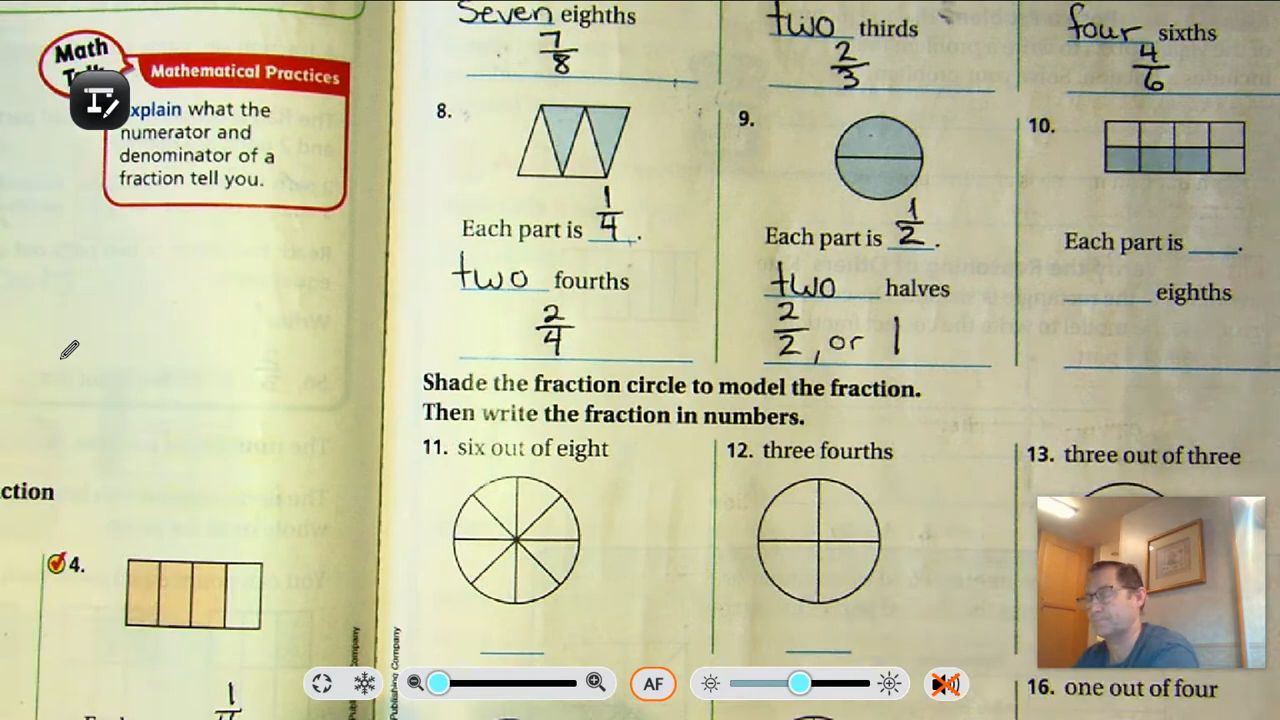 Math
Mathematical Practices
xplain what the
numerator and
denominator of a
fraction tell you.
ction
4.
1
Seven eighths
7/8
two thirds
2/3
four sixths
4/6
8.
Each part is 1/4.
two fourths
2/4
9.
Each part is 1/2.
two halves
2/2, or 1
10.
Each part is ____.
eighths
Shade the fraction circle to model the fraction.
Then write the fraction in numbers.
11. six out of eight
12. three fourths
13. three out of three
16. one out of four
Publishing Company
AF